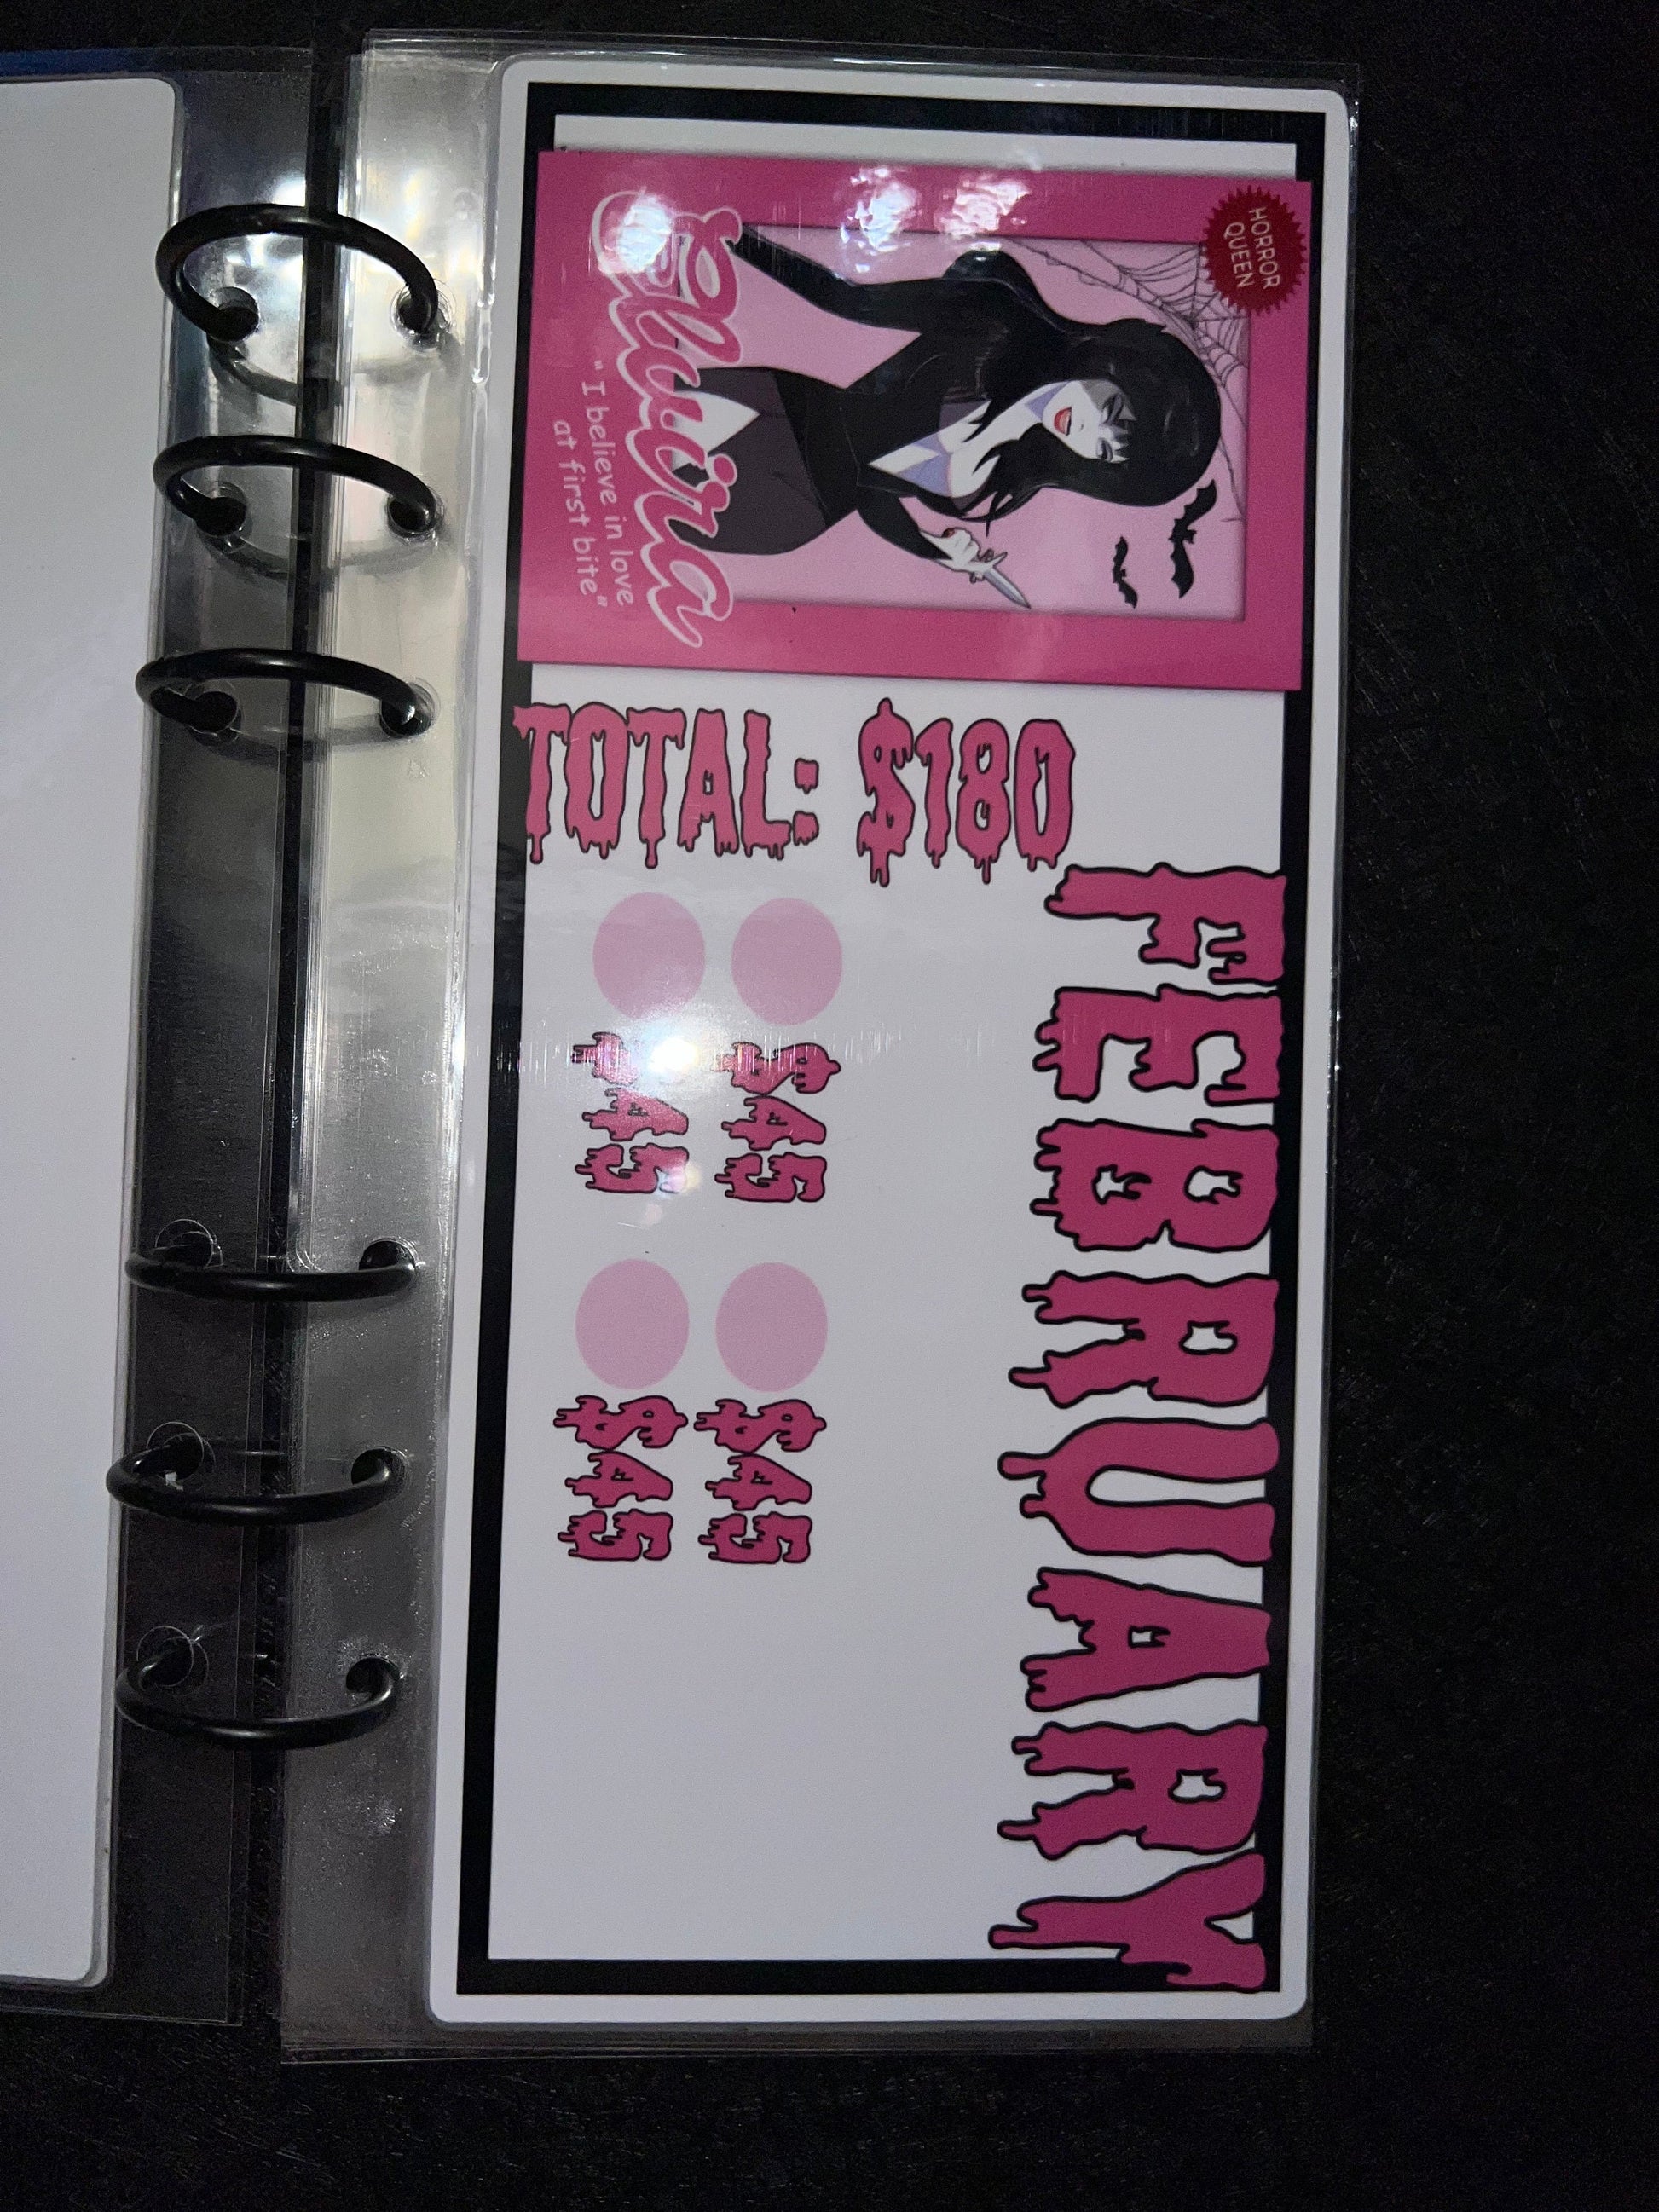 FEBRUARY
HORROR
QUEEN
Elvira
"I believe in love
at first bite"
TOTAL: $180
$45 $45
$45 $45